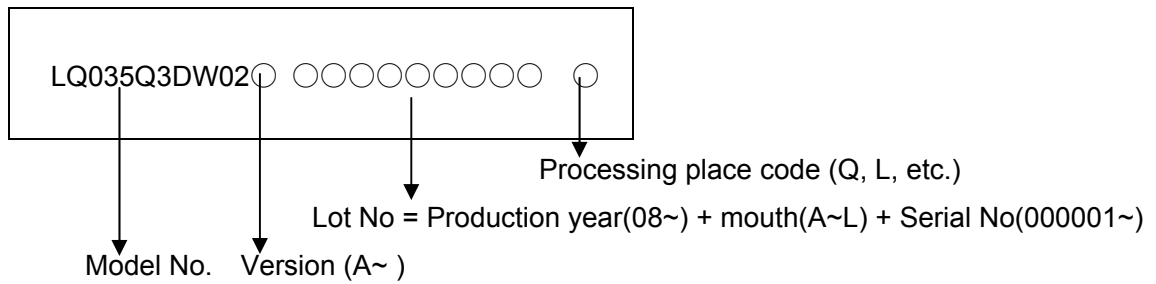 LQ035Q3DW02○ ○○○○○○○○○ ○
Processing place code (Q, L, etc.)
Lot No = Production year(08~) + mouth(A~L) + Serial No(000001~)
Model No. Version (A~ )